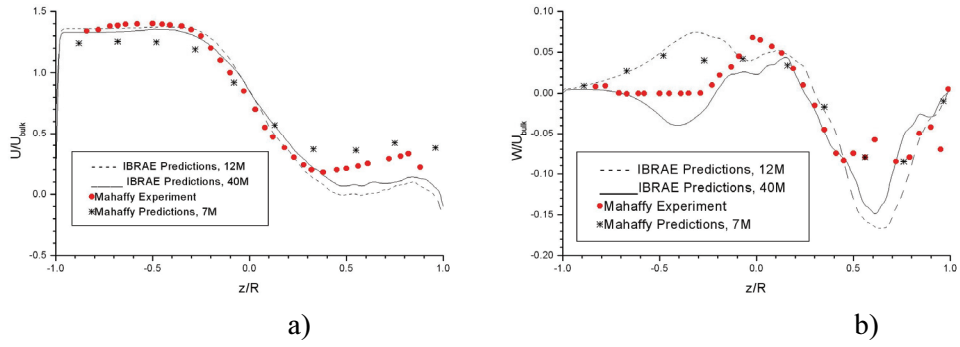 1.5
1.0
0.5
0.0
-0.5
-1.0
-0.5
0.0
0.5
1.0
U/U_bulk
z/R
IBRAE Predictions, 12M
IBRAE Predictions, 40M
Mahaffy Experiment
Mahaffy Predictions, 7M
a)
0.10
0.05
0.00
-0.05
-0.10
-0.15
-0.20
-1.0
-0.5
0.0
0.5
1.0
W/U_bulk
z/R
IBRAE Predictions, 12M
IBRAE Predictions, 40M
Mahaffy Experiment
Mahaffy Predictions, 7M
b)